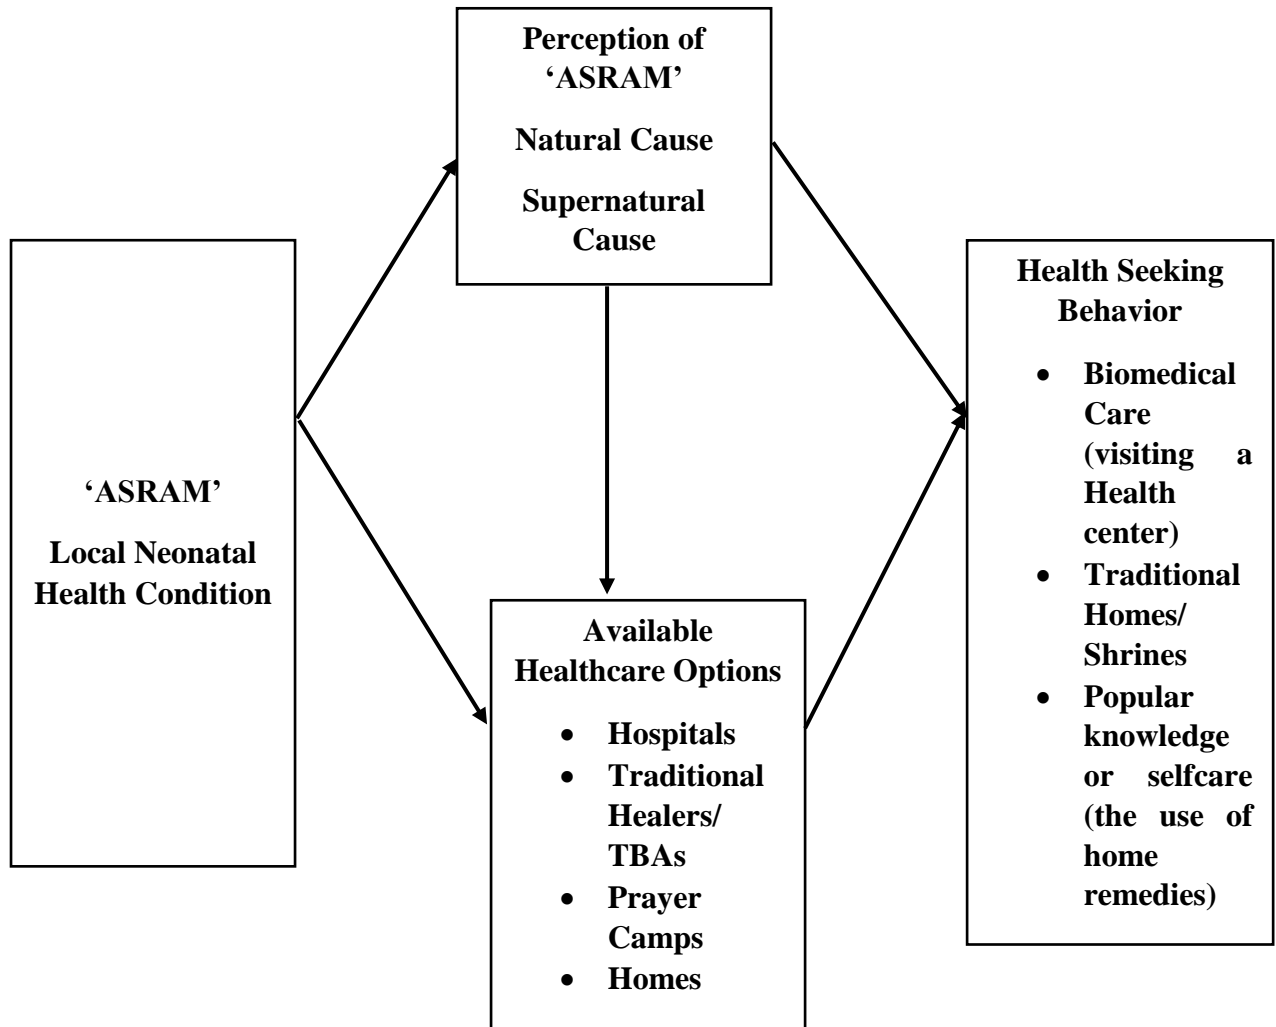 Perception of
‘ASRAM’
Natural Cause
Supernatural
Cause
‘ASRAM’
Local Neonatal
Health Condition
Available
Healthcare Options
• Hospitals
• Traditional
Healers/
TBAs
• Prayer
Camps
• Homes
Health Seeking
Behavior
• Biomedical
Care
(visiting a
Health
center)
• Traditional
Homes/
Shrines
• Popular
knowledge
or selfcare
(the use of
home
remedies)